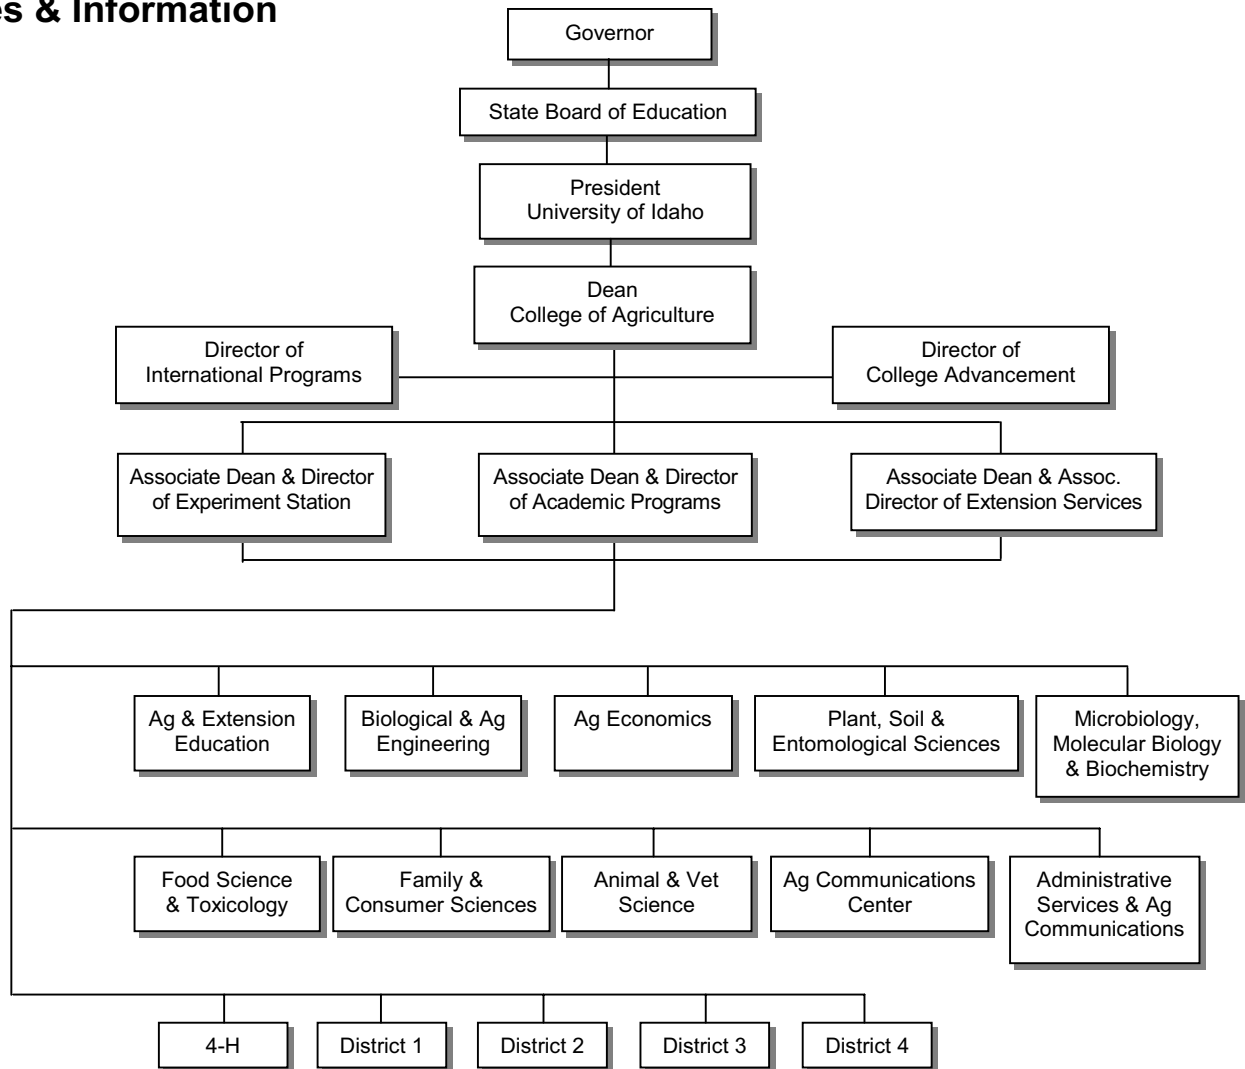 es & Information
Governor
State Board of Education
President
University of Idaho
Dean
College of Agriculture
Director of
International Programs
Director of
College Advancement
Associate Dean & Director
of Experiment Station
Associate Dean & Director
of Academic Programs
Associate Dean & Assoc.
Director of Extension Services
Ag & Extension
Education
Biological & Ag
Engineering
Ag Economics
Plant, Soil &
Entomological Sciences
Microbiology,
Molecular Biology
& Biochemistry
Food Science
& Toxicology
Family &
Consumer Sciences
Animal & Vet
Science
Ag Communications
Center
Administrative
Services & Ag
Communications
4-H
District 1
District 2
District 3
District 4